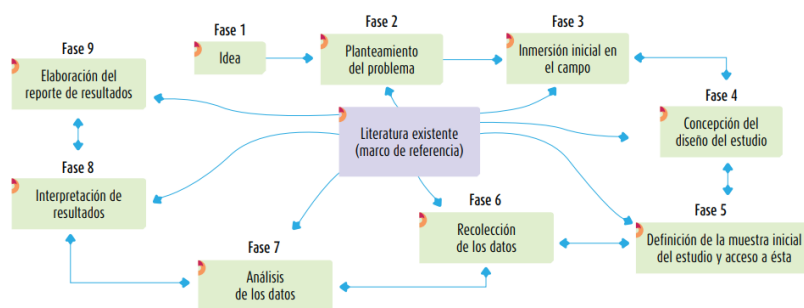 Fase 1
Idea
Fase 2
Planteamiento
del problema
Fase 3
Inmersión inicial en
el campo
Fase 4
Concepción del
diseño del estudio
Fase 5
Definición de la muestra inicial
del estudio y acceso a ésta
Fase 6
Recolección
de los datos
Fase 7
Análisis
de los datos
Fase 8
Interpretación de
resultados
Fase 9
Elaboración del
reporte de resultados
Literatura existente
(marco de referencia)